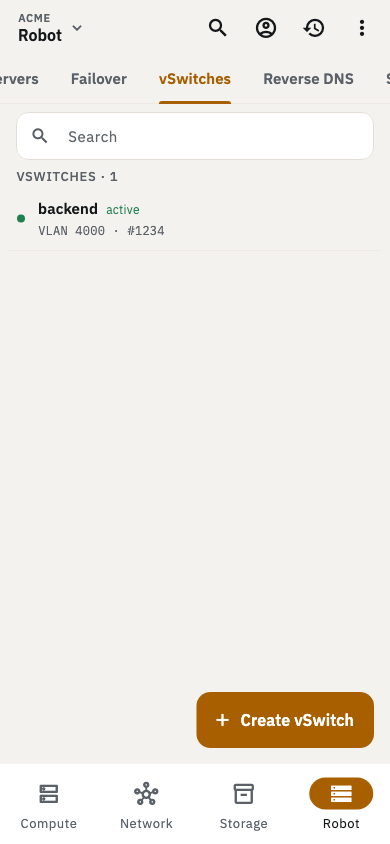 ACME
Robot
Failover
vSwitches
Reverse DNS
Search
VSWITCHES · 1
backend active
VLAN 4000 · #1234
+ Create vSwitch
Compute
Network
Storage
Robot